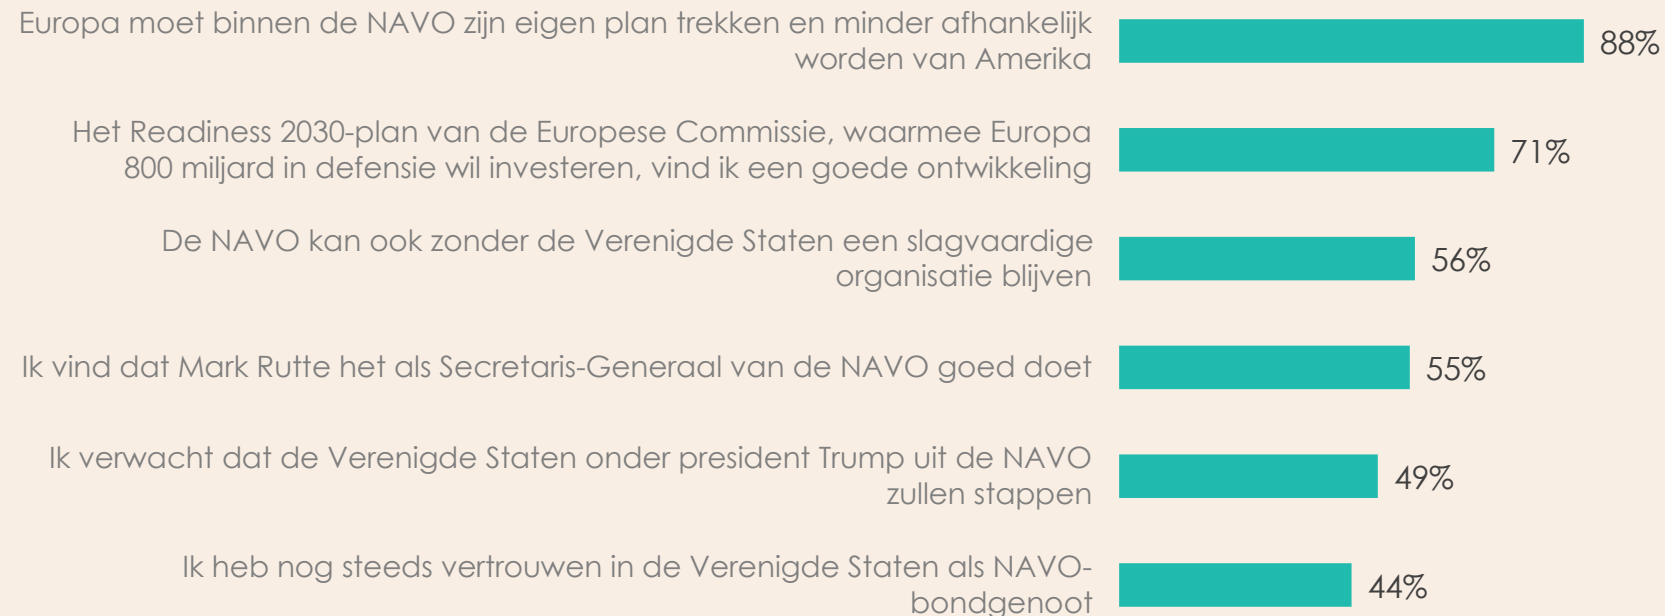 Europa moet binnen de NAVO zijn eigen plan trekken en minder afhankelijk
worden van Amerika
88%
Het Readiness 2030-plan van de Europese Commissie, waarmee Europa
800 miljard in defensie wil investeren, vind ik een goede ontwikkeling
71%
De NAVO kan ook zonder de Verenigde Staten een slagvaardige
organisatie blijven
56%
Ik vind dat Mark Rutte het als Secretaris-Generaal van de NAVO goed doet
55%
Ik verwacht dat de Verenigde Staten onder president Trump uit de NAVO
zullen stappen
49%
Ik heb nog steeds vertrouwen in de Verenigde Staten als NAVO-
bondgenoot
44%